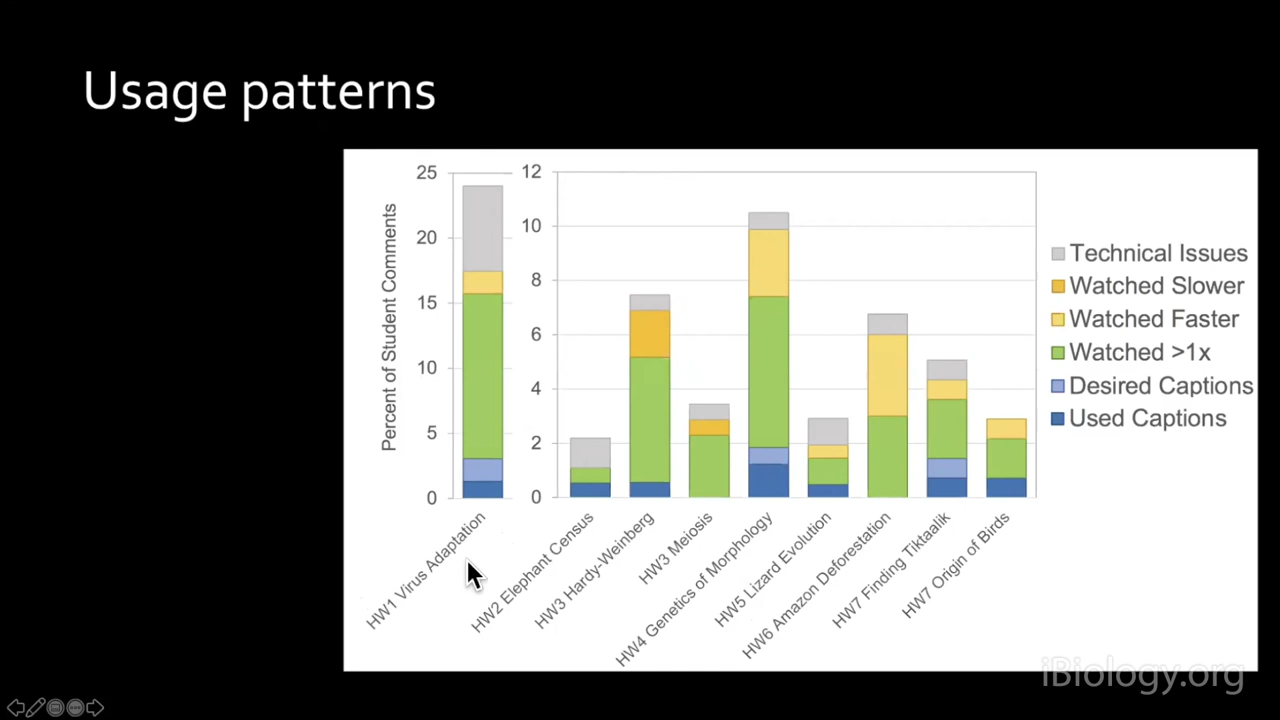 Usage patterns
Percent of Student Comments
25
20
15
10
5
0
12
10
8
6
4
2
0
HW1 Virus Adaptation
HW2 Elephant Census
HW3 Hardy-Weinberg
HW3 Meiosis
HW4 Genetics of Morphology
HW5 Lizard Evolution
HW6 Amazon Deforestation
HW7 Finding Tiktaalik
HW7 Origin of Birds
Technical Issues
Watched Slower
Watched Faster
Watched >1x
Desired Captions
Used Captions
iBiology.org